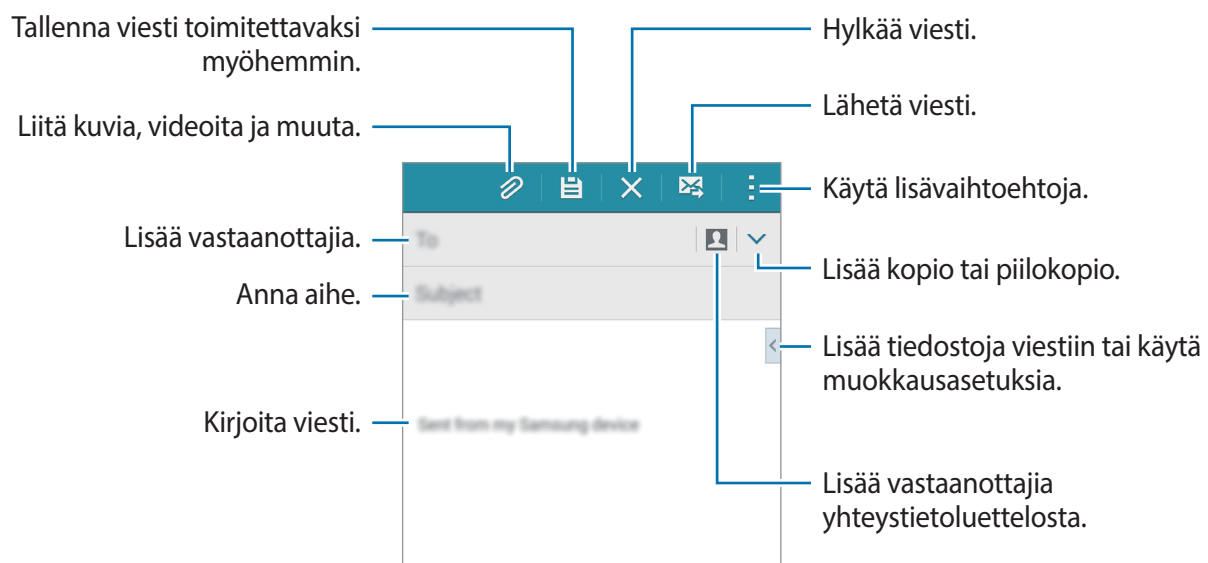 Tallenna viesti toimitettavaksi
myöhemmin.
Hylkää viesti.
Liitä kuvia, videoita ja muuta.
Lähetä viesti.
Käytä lisävaihtoehtoja.
Lisää vastaanottajia.
To
Lisää kopio tai piilokopio.
Anna aihe.
Subject
Lisää tiedostoja viestiin tai käytä
muokkausasetuksia.
Kirjoita viesti.
Sent from my Samsung device
Lisää vastaanottajia
yhteystietoluettelosta.